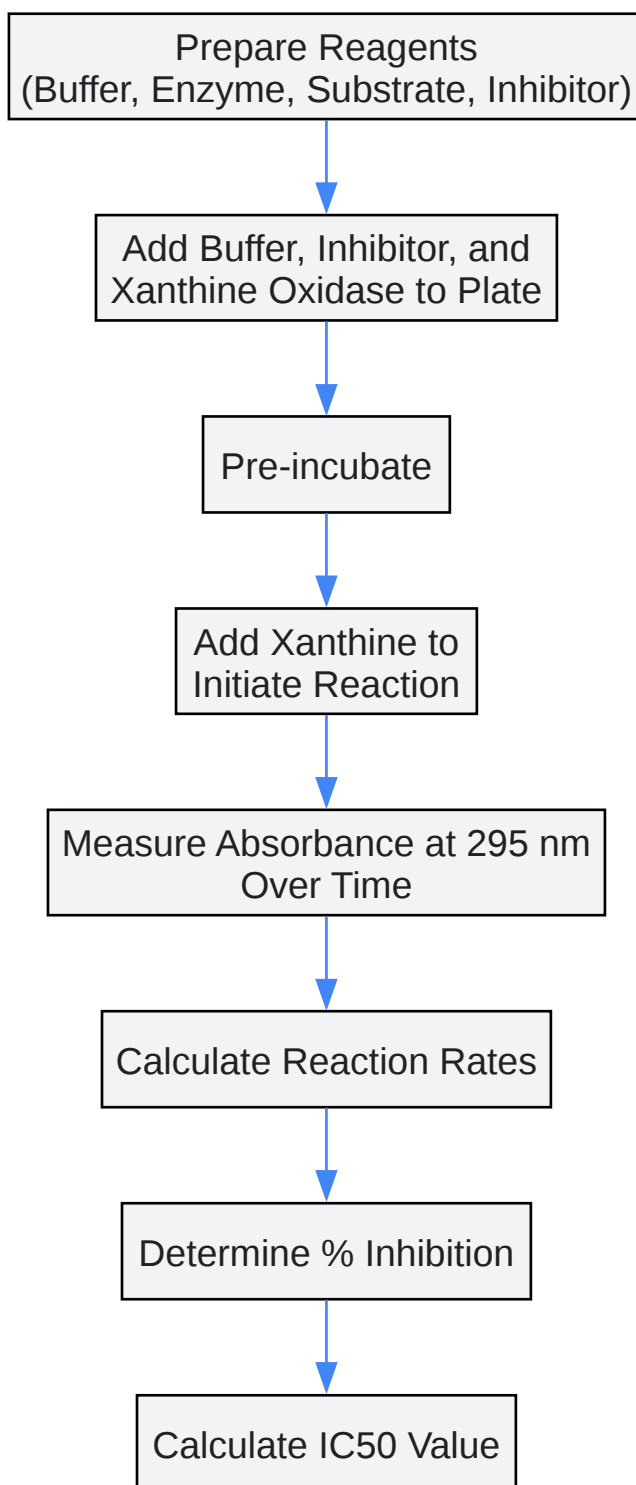 Prepare Reagents
(Buffer, Enzyme, Substrate, Inhibitor)
Add Buffer, Inhibitor, and
Xanthine Oxidase to Plate
Pre-incubate
Add Xanthine to
Initiate Reaction
Measure Absorbance at 295 nm
Over Time
Calculate Reaction Rates
Determine % Inhibition
Calculate IC50 Value